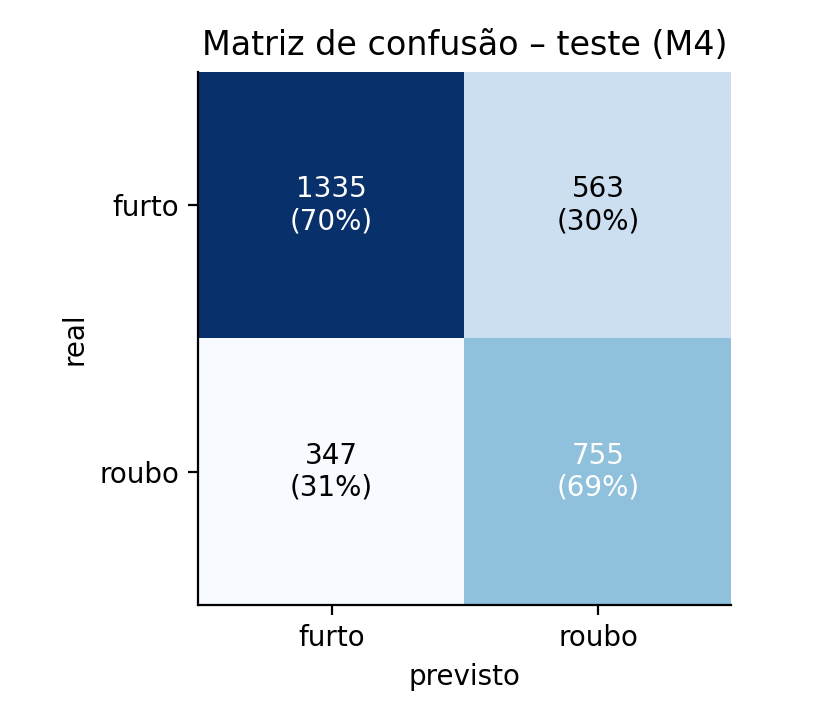 Matriz de confusão – teste (M4)
furto
1335
(70%)
563
(30%)
real
roubo
347
(31%)
755
(69%)
furto
roubo
previsto